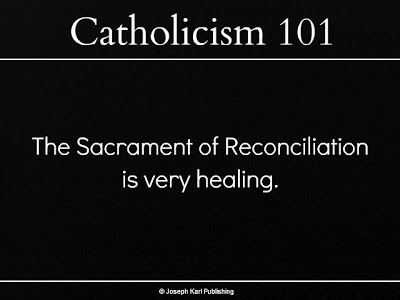 Catholicism 101
The Sacrament of Reconciliation
is very healing.
© Joseph Karl Publishing